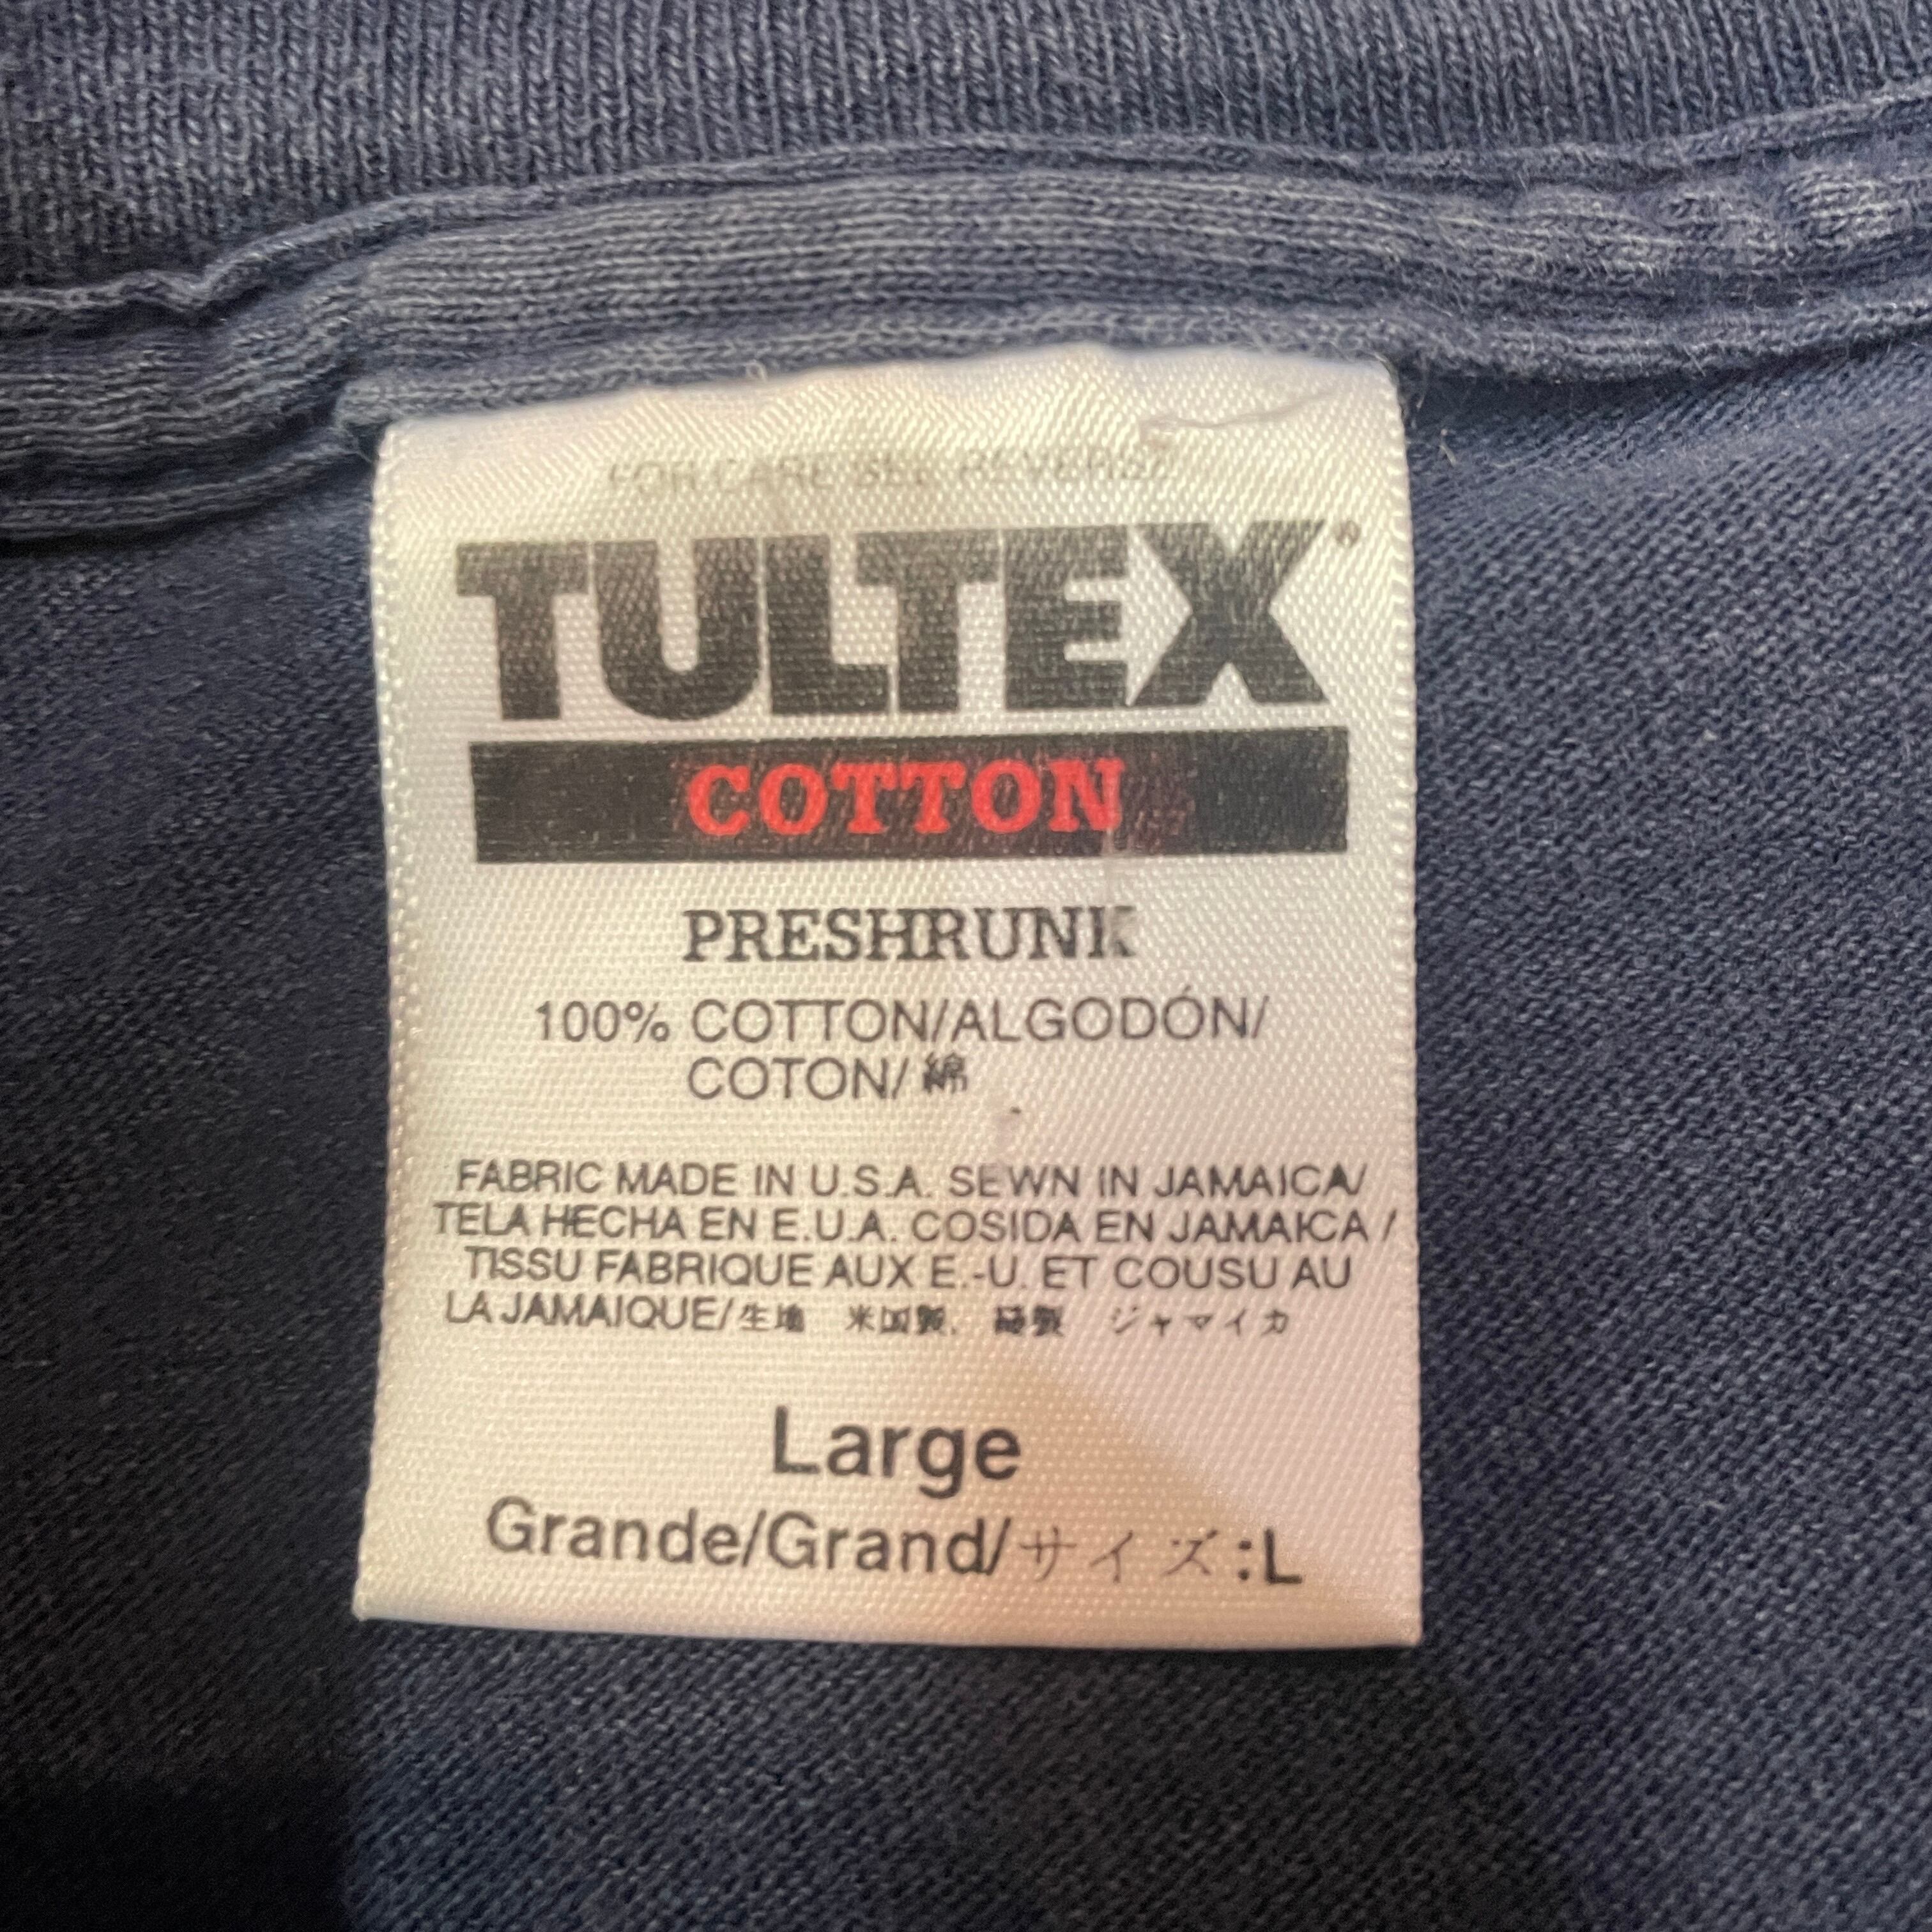 FOR CARE SEE REVERSE
TULTEX®
COTTON
PRESHRUNK
100% COTTON/ALGODÓN/
COTON/綿
FABRIC MADE IN U.S.A. SEWN IN JAMAICA/
TELA HECHA EN E.U.A. COSIDA EN JAMAICA /
TISSU FABRIQUE AUX E.-U. ET COUSU AU
LA JAMAIQUE/生地 米国製. 縫製 ジャマイカ
Large
Grande/Grand/サイズ:L